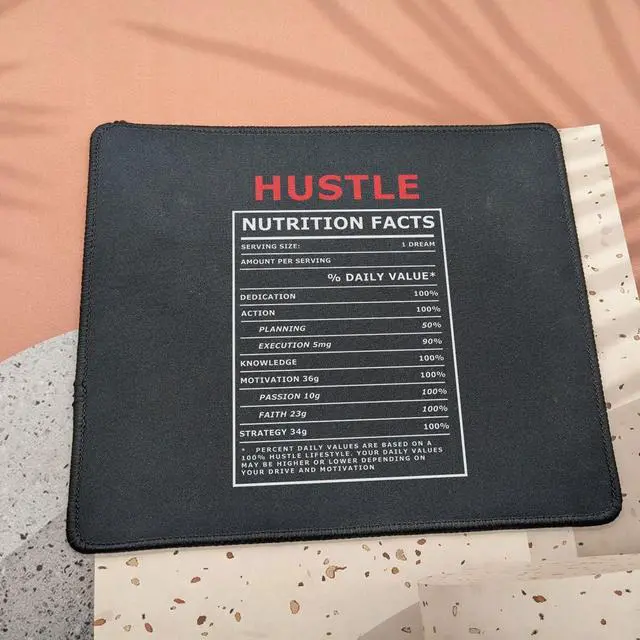 HUSTLE
NUTRITION FACTS
SERVING SIZE: 1 DREAM
AMOUNT PER SERVING
% DAILY VALUE*
DEDICATION 100%
ACTION 100%
PLANNING 50%
EXECUTION 5mg 90%
KNOWLEDGE 100%
MOTIVATION 36g 100%
PASSION 10g 100%
FAITH 23g 100%
STRATEGY 34g 100%
* PERCENT DAILY VALUES ARE BASED ON A
100% HUSTLE LIFESTYLE. YOUR DAILY VALUES
MAY BE HIGHER OR LOWER DEPENDING ON
YOUR DRIVE AND MOTIVATION